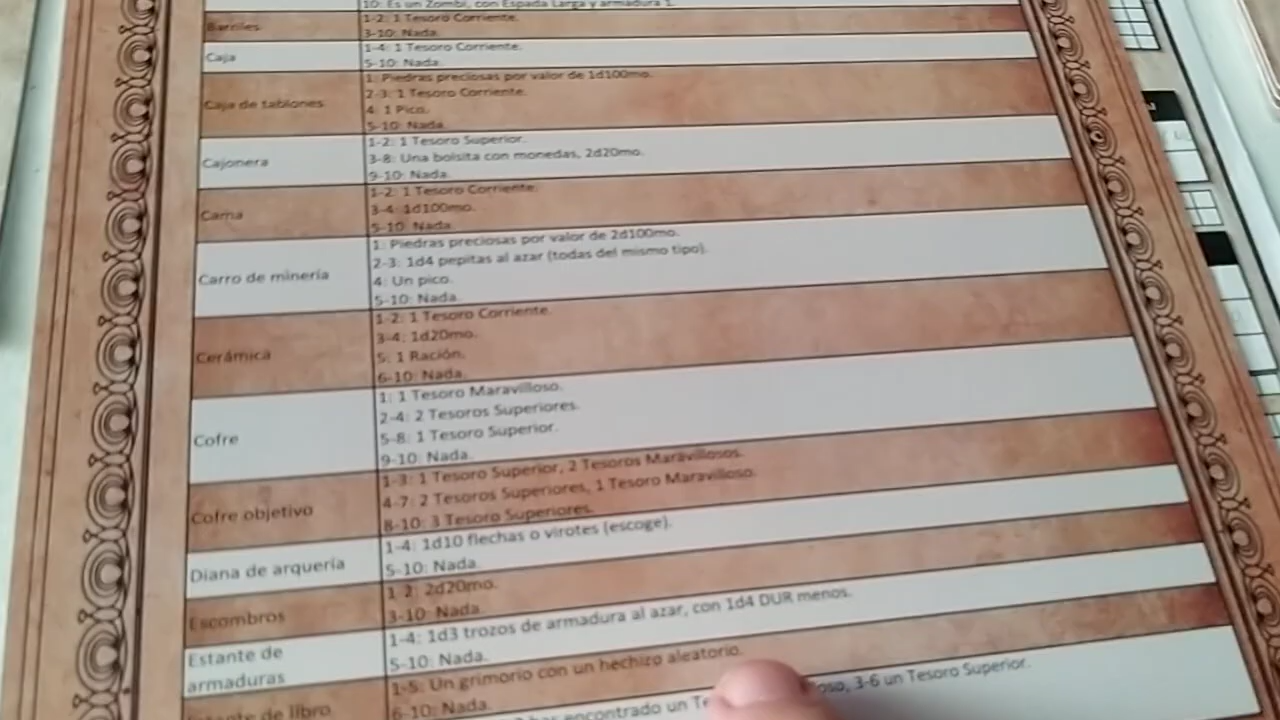 10: Es un Zombi, con Espada Larga y armadura 1.
Barriles
1-2: 1 Tesoro Corriente.
3-10: Nada.
Caja
1-4: 1 Tesoro Corriente.
5-10: Nada.
Caja de tablones
1: Piedras preciosas por valor de 1d100mo.
2-3: 1 Tesoro Corriente.
4: 1 Pico.
5-10: Nada.
Cajonera
1-2: 1 Tesoro Superior.
3-8: Una bolsita con monedas, 2d20mo.
9-10: Nada.
Cama
1-2: 1 Tesoro Corriente.
3-4: 1d100mo.
5-10: Nada.
Carro de minería
1: Piedras preciosas por valor de 2d100mo.
2-3: 1d4 pepitas al azar (todas del mismo tipo).
4: Un pico.
5-10: Nada.
Cerámica
1-2: 1 Tesoro Corriente.
3-4: 1d20mo.
5: 1 Ración.
6-10: Nada.
Cofre
1: 1 Tesoro Maravilloso.
2-4: 2 Tesoros Superiores.
5-8: 1 Tesoro Superior.
9-10: Nada.
Cofre objetivo
1-3: 1 Tesoro Superior, 2 Tesoros Maravillosos.
4-7: 2 Tesoros Superiores, 1 Tesoro Maravilloso.
8-10: 3 Tesoro Superiores.
Diana de arquería
1-4: 1d10 flechas o virotes (escoge).
5-10: Nada.
Escombros
1-2: 2d20mo.
3-10: Nada.
Estante de
armaduras
1-4: 1d3 trozos de armadura al azar, con 1d4 DUR menos.
5-10: Nada.
de libro
1-5: Un grimorio con un hechizo aleatorio.
6-10: Nada.
encontrado un 3-6 un Tesoro Superior.